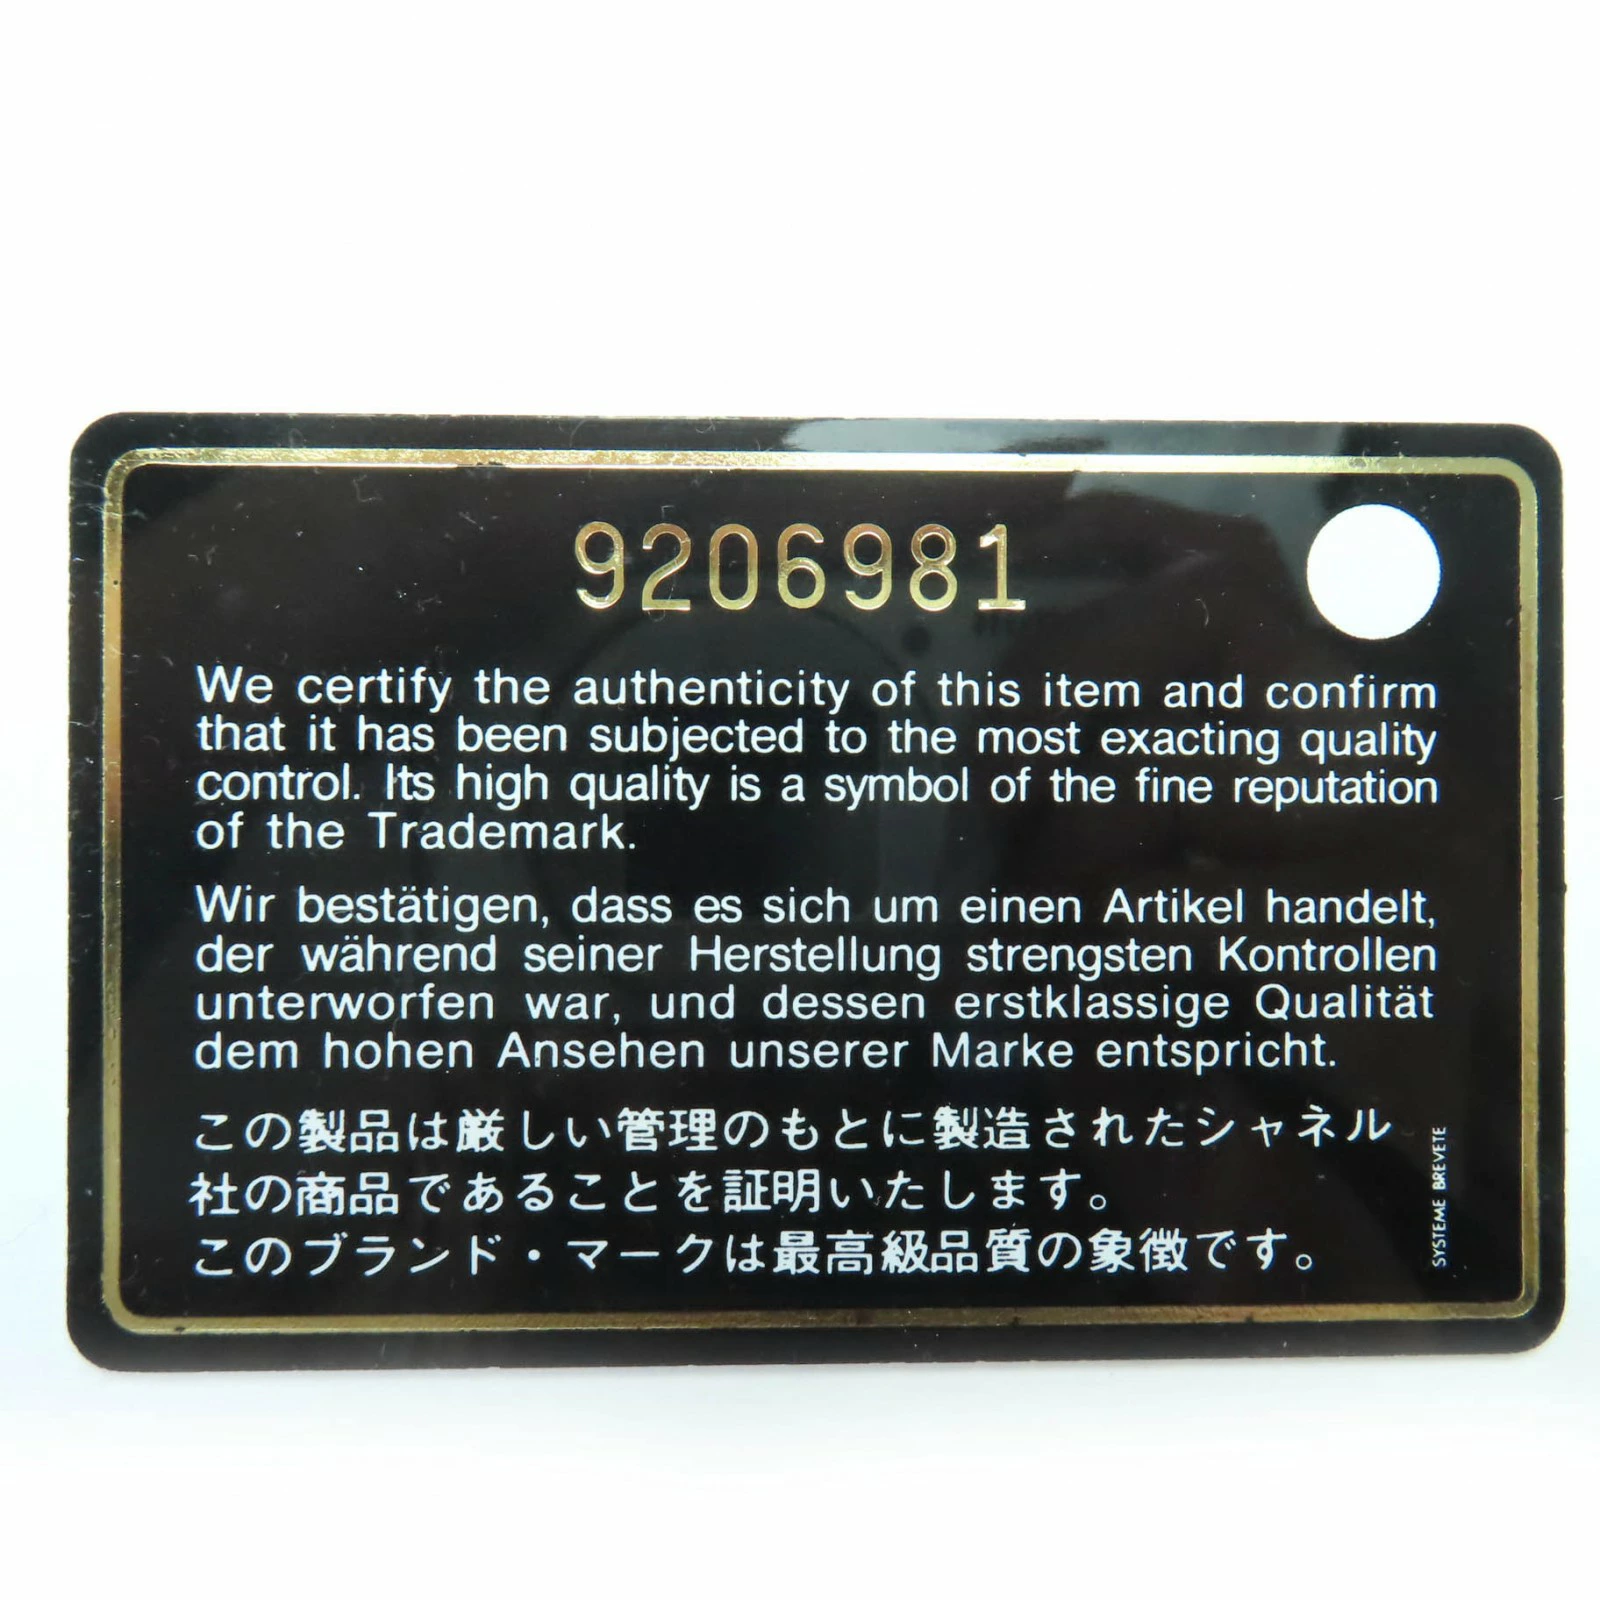 9206981
We certify the authenticity of this item and confirm
that it has been subjected to the most exacting quality
control. Its high quality is a symbol of the fine reputation
of the Trademark.
Wir bestätigen, dass es sich um einen Artikel handelt,
der während seiner Herstellung strengsten Kontrollen
unterworfen war, und dessen erstklassige Qualität
dem hohen Ansehen unserer Marke entspricht.
この製品は厳しい管理のもとに製造されたシャネル
社の商品であることを証明いたします。
このブランド・マークは最高級品質の象徴です。
SYSTEME BREVETE